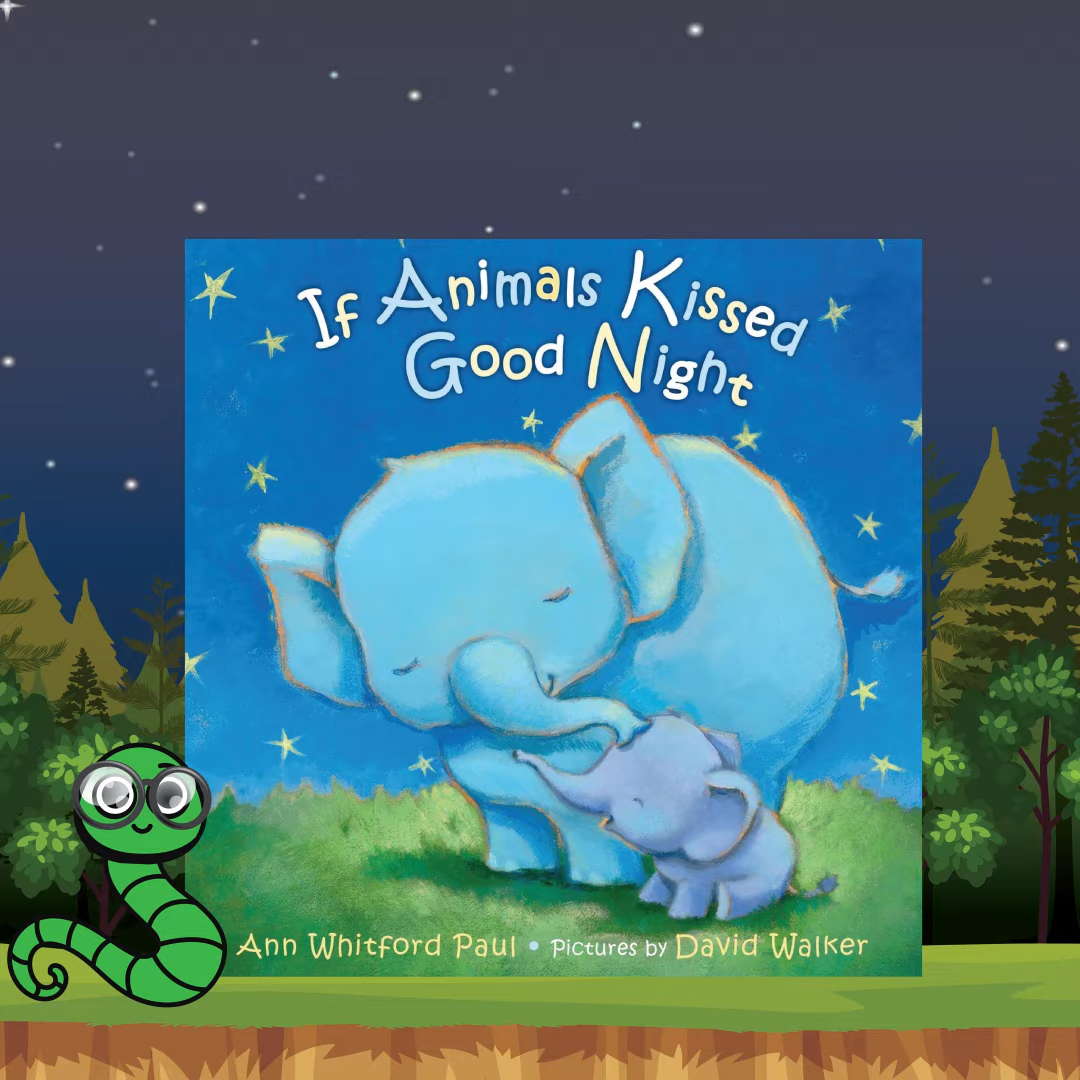 If Animals Kissed
Good Night
Ann Whitford Paul • Pictures by David Walker